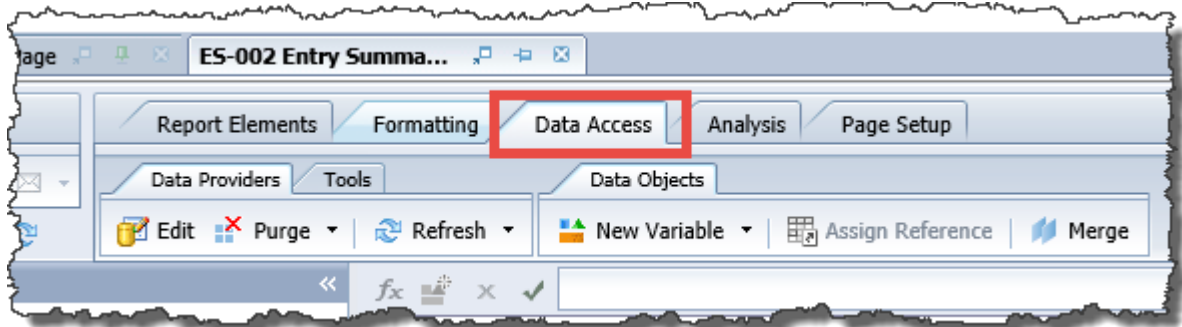 age ES-002 Entry Summa...
Report Elements Formatting Data Access Analysis Page Setup
Data Providers Tools Data Objects
Edit Purge Refresh New Variable Assign Reference Merge
fx